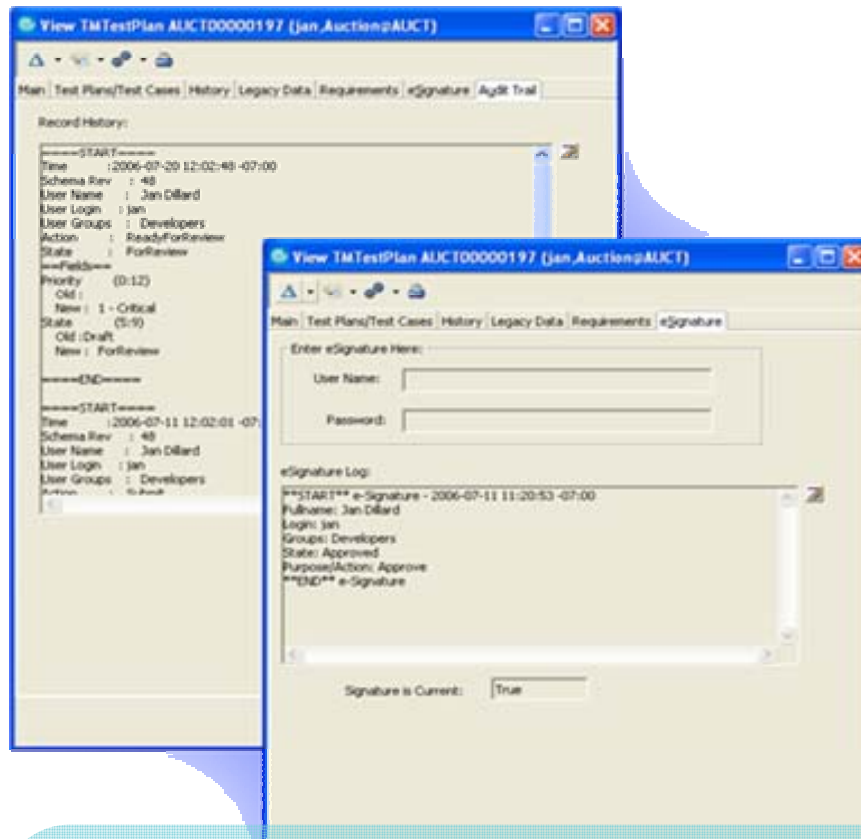 View TMTestPlan AUCT00000197 (jan,Auction@AUCT)
Main Test Plans/Test Cases History Legacy Data Requirements eSignature Audit Trail
Record History:
====START====
Time :2006-07-20 12:02:48 -07:00
Schema Rev : 48
User Name : Jan Dillard
User Login : jan
User Groups : Developers
Action : ReadyForReview
State : ForReview
==Fields==
Priority (0:12)
Old :
New : 1 - Critical
State (5:9)
Old :Draft
New : ForReview
====END====
====START====
Time :2006-07-11 12:02:01 -07:
Schema Rev : 48
User Name : Jan Dillard
User Login : jan
User Groups : Developers
Action : Submit
View TMTestPlan AUCT00000197 (jan,Auction@AUCT)
Main Test Plans/Test Cases History Legacy Data Requirements eSignature
Enter eSignature Here:
User Name:
Password:
eSignature Log:
**START** e-Signature - 2006-07-11 11:20:53 -07:00
Fullname: Jan Dillard
Login: jan
Groups: Developers
State: Approved
Purpose/Action: Approve
**END** e-Signature
Signature is Current: True